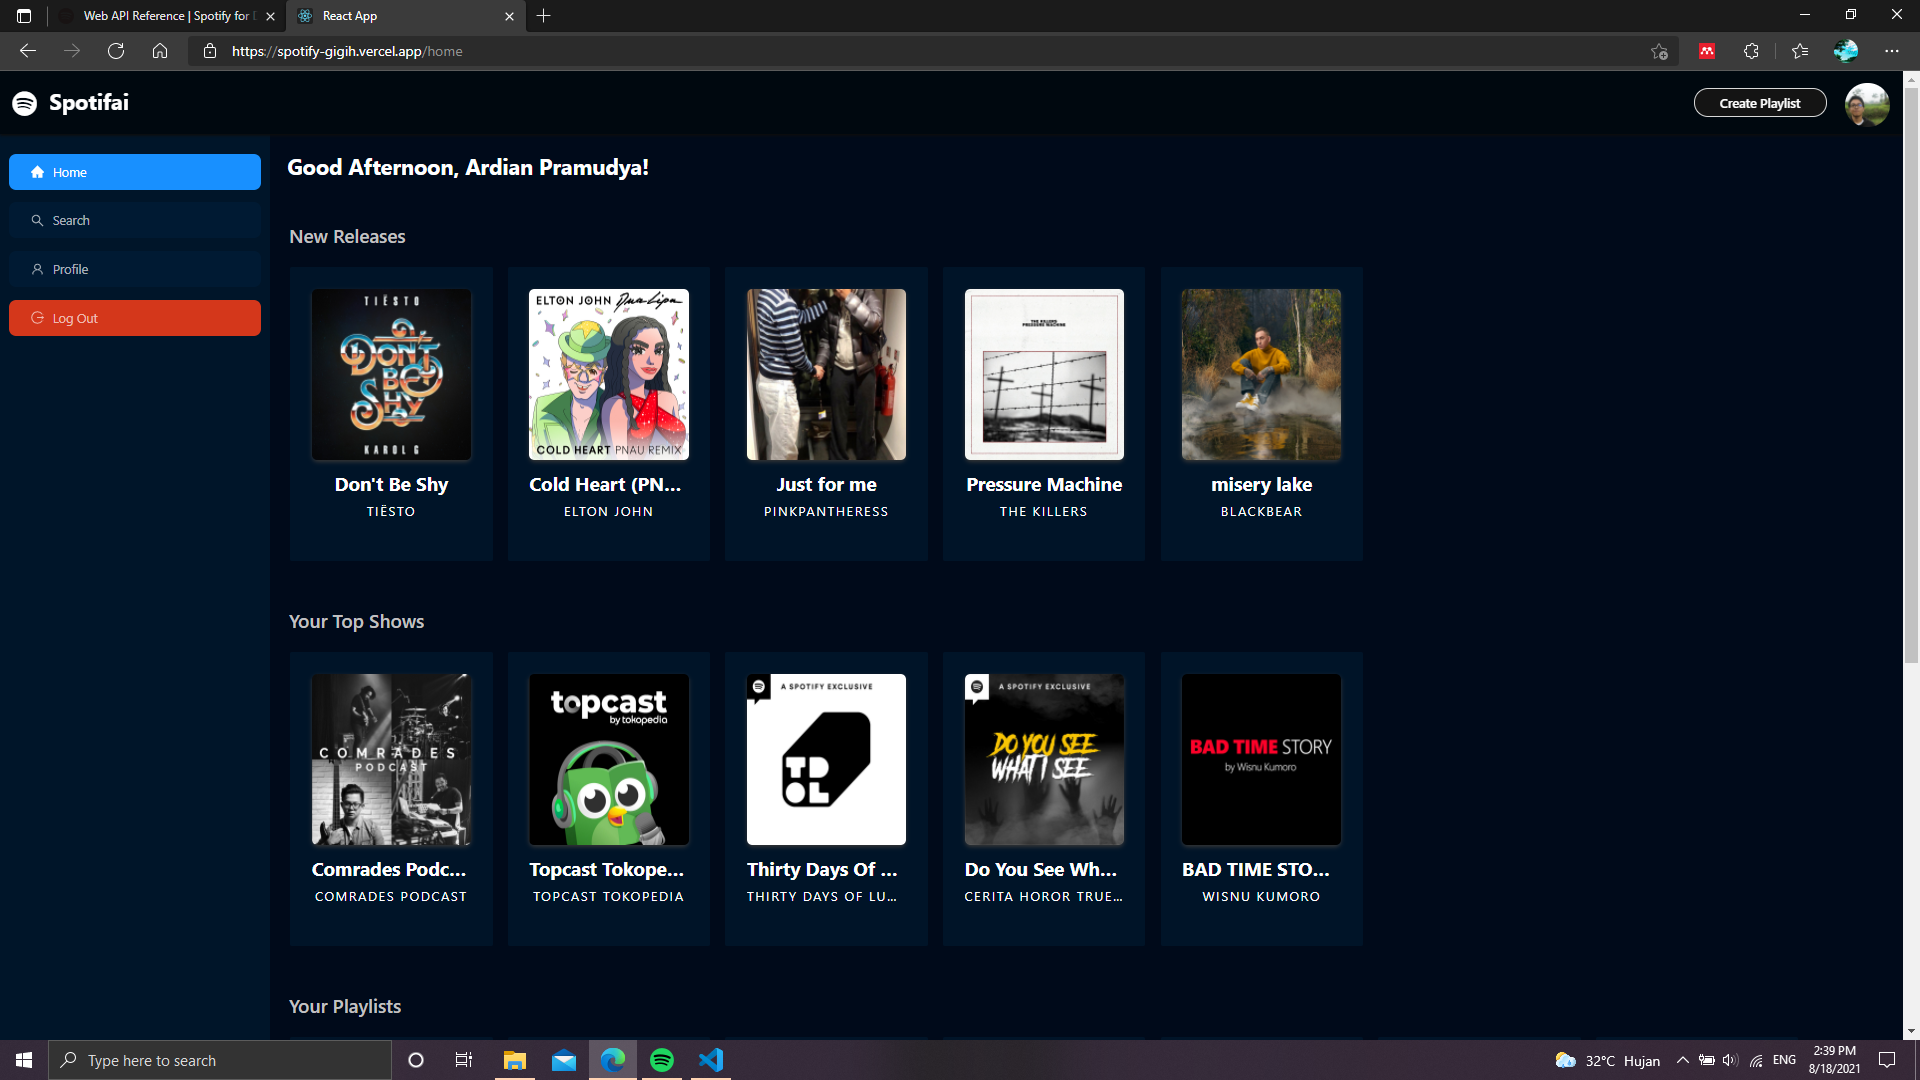 Web API Reference | Spotify for D
React App
https://spotify-gigih.vercel.app/home
Spotifai
Create Playlist
Home
Search
Profile
Log Out
Good Afternoon, Ardian Pramudya!
New Releases
TIËSTO
DON'T BE SHY
KAROL G
ELTON JOHN Dua Lipa
COLD HEART PNAU REMIX
THE KILLERS
PRESSURE MACHINE
Don't Be Shy
TIËSTO
Cold Heart (PN...
ELTON JOHN
Just for me
PINKPANTHERESS
Pressure Machine
THE KILLERS
misery lake
BLACKBEAR
Your Top Shows
COMRADES
PODCAST
topcast
by tokopedia
A SPOTIFY EXCLUSIVE
TD
OL
A SPOTIFY EXCLUSIVE
DO YOU SEE
WHAT I SEE
BAD TIME STORY
by Wisnu Kumoro
Comrades Podc...
COMRADES PODCAST
Topcast Tokope...
TOPCAST TOKOPEDIA
Thirty Days Of ...
THIRTY DAYS OF LU...
Do You See Wh...
CERITA HOROR TRUE...
BAD TIME STO...
WISNU KUMORO
Your Playlists
Type here to search
32°C Hujan
ENG
2:39 PM
8/18/2021